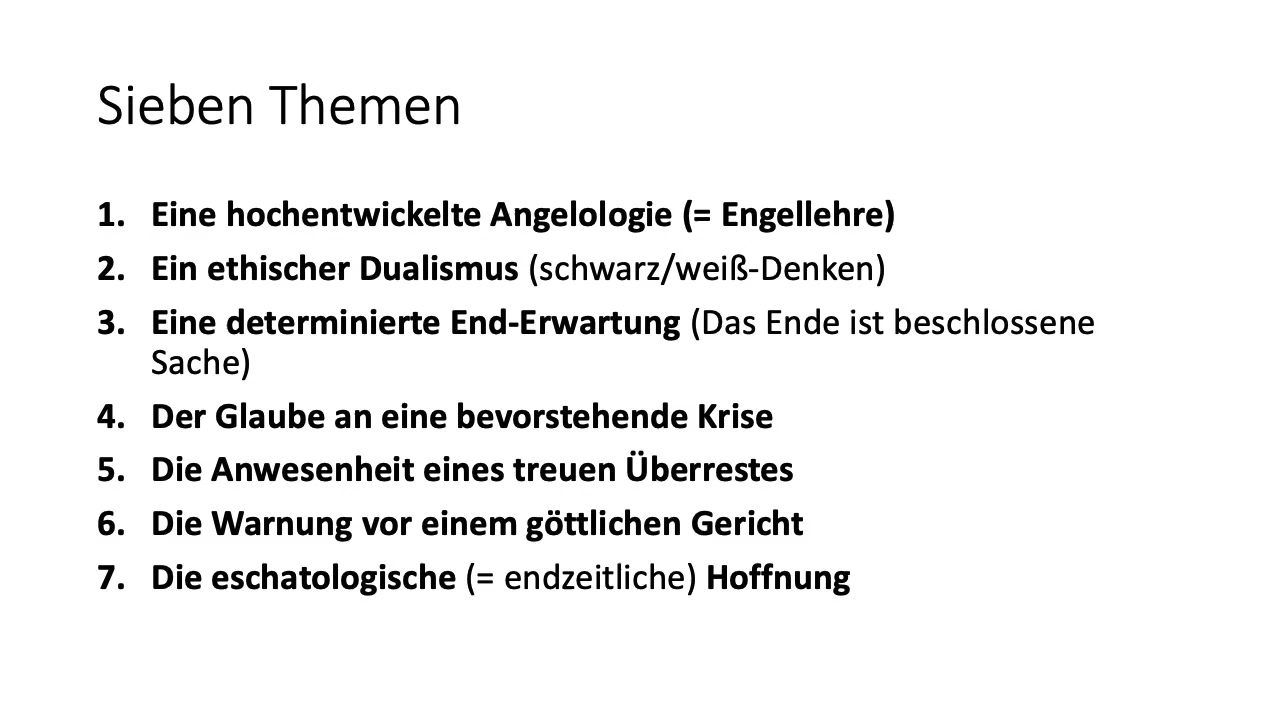 Sieben Themen
1. Eine hochentwickelte Angelologie (= Engellehre)
2. Ein ethischer Dualismus (schwarz/weiß-Denken)
3. Eine determinierte End-Erwartung (Das Ende ist beschlossene
Sache)
4. Der Glaube an eine bevorstehende Krise
5. Die Anwesenheit eines treuen Überrestes
6. Die Warnung vor einem göttlichen Gericht
7. Die eschatologische (= endzeitliche) Hoffnung